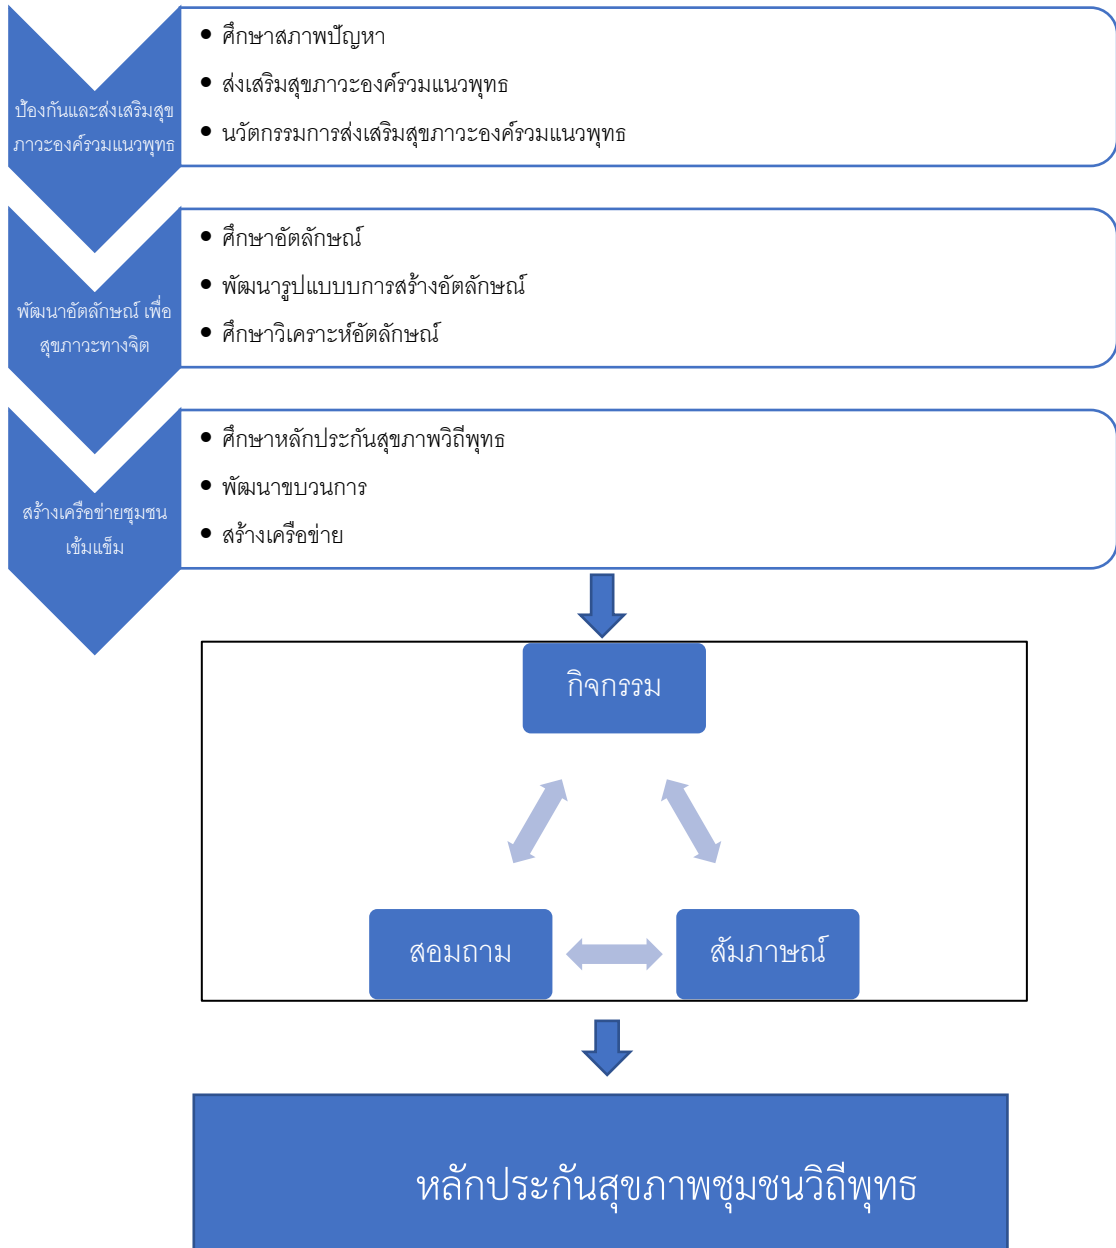 ป้องกันและส่งเสริมสุข
ภาวะองค์รวมแนวพุทธ
• ศึกษาสภาพปัญหา
• ส่งเสริมสุขภาวะองค์รวมแนวพุทธ
• นวัตกรรมการส่งเสริมสุขภาวะองค์รวมแนวพุทธ
พัฒนาอัตลักษณ์ เพื่อ
สุขภาวะทางจิต
• ศึกษาอัตลักษณ์
• พัฒนารูปแบบบการสร้างอัตลักษณ์
• ศึกษาวิเคราะห์อัตลักษณ์
สร้างเครือข่ายชุมชน
เข้มแข็ม
• ศึกษาหลักประกันสุขภาพวิถีพุทธ
• พัฒนาขบวนการ
• สร้างเครือข่าย
กิจกรรม
สอมถาม
สัมภาษณ์
หลักประกันสุขภาพชุมชนวิถีพุทธ